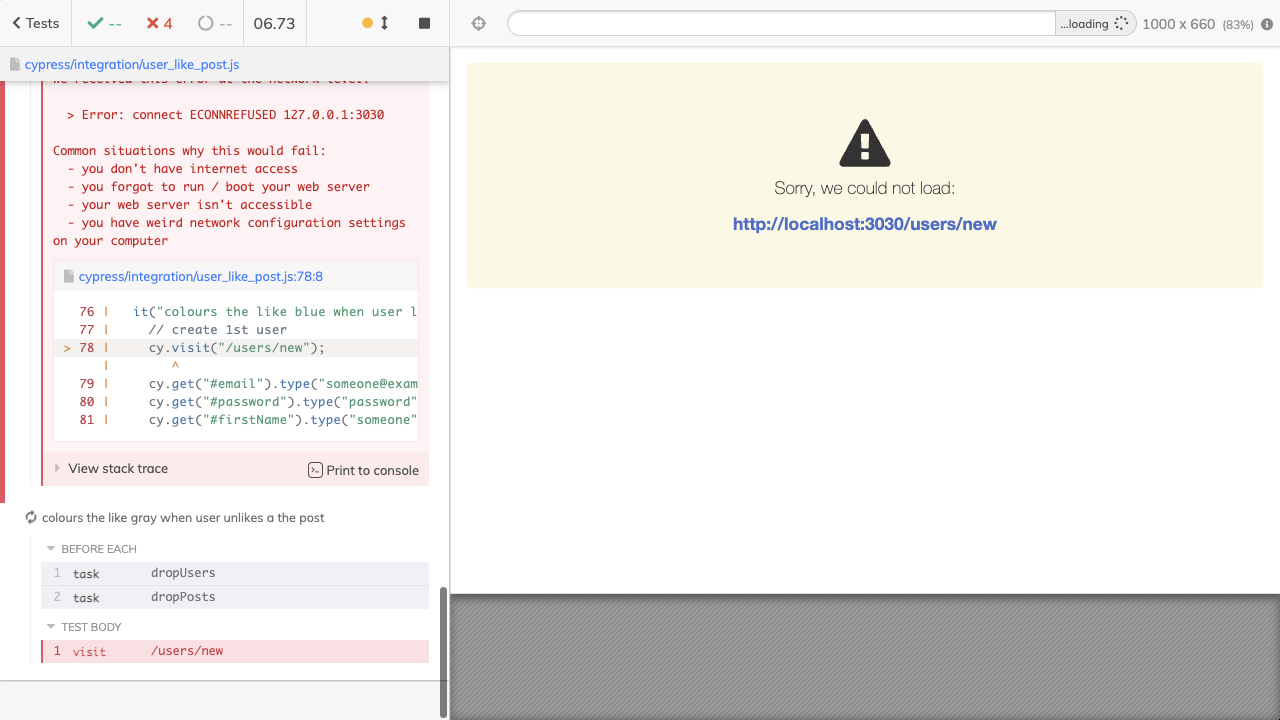 Tests
--
4
--
06.73
...loading
1000 x 660 (83%)
cypress/integration/user_like_post.js
we received this error at the network level:
> Error: connect ECONNREFUSED 127.0.0.1:3030
Common situations why this would fail:
- you don't have internet access
- you forgot to run / boot your web server
- your web server isn't accessible
- you have weird network configuration settings
on your computer
cypress/integration/user_like_post.js:78:8
76 | it("colours the like blue when user l
77 | // create 1st user
> 78 | cy.visit("/users/new");
| ^
79 | cy.get("#email").type("someone@exam
80 | cy.get("#password").type("password"
81 | cy.get("#firstName").type("someone"
View stack trace
Print to console
colours the like gray when user unlikes a the post
BEFORE EACH
1 task dropUsers
2 task dropPosts
TEST BODY
1 visit /users/new
Sorry, we could not load:
http://localhost:3030/users/new